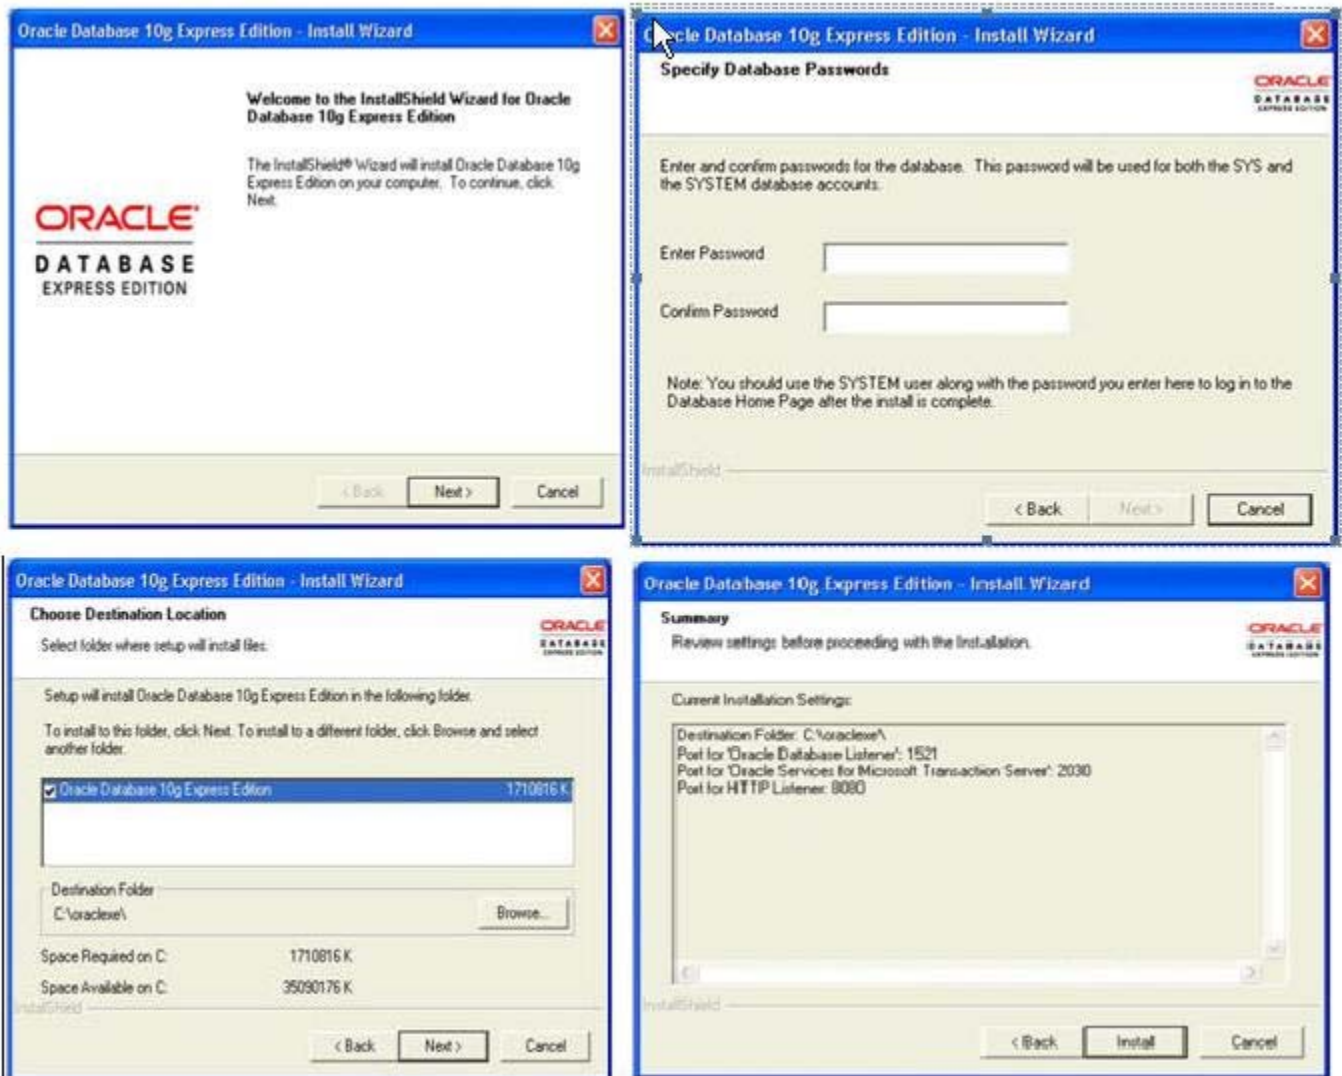 Oracle Database 10g Express Edition - Install Wizard
Welcome to the InstallShield Wizard for Oracle
Database 10g Express Edition
The InstallShield® Wizard will install Oracle Database 10g
Express Edition on your computer. To continue, click
Next.
ORACLE
DATABASE
EXPRESS EDITION
< Back
Next >
Cancel
cle Database 10g Express Edition - Install Wizard
Specify Database Passwords
ORACLE
DATABASE
EXPRESS EDITION
Enter and confirm passwords for the database. This password will be used for both the SYS and
the SYSTEM database accounts.
Enter Password
Confirm Password
Note: You should use the SYSTEM user along with the password you enter here to log in to the
Database Home Page after the install is complete.
InstallShield
< Back
Next >
Cancel
Oracle Database 10g Express Edition - Install Wizard
Choose Destination Location
Select folder where setup will install files.
ORACLE
DATABASE
EXPRESS EDITION
Setup will install Oracle Database 10g Express Edition in the following folder.
To install to this folder, click Next. To install to a different folder, click Browse and select
another folder.
Oracle Database 10g Express Edition 1710816 K
Destination Folder
C:\oraclexe\
Browse...
Space Required on C: 1710816 K
Space Available on C: 35090176 K
InstallShield
< Back
Next >
Cancel
Oracle Database 10g Express Edition - Install Wizard
Summary
Review settings before proceeding with the Installation.
ORACLE
DATABASE
EXPRESS EDITION
Current Installation Settings:
Destination Folder: C:\oraclexe\
Port for 'Oracle Database Listener': 1521
Port for 'Oracle Services for Microsoft Transaction Server': 2030
Port for HTTP Listener: 8080
InstallShield
< Back
Install
Cancel